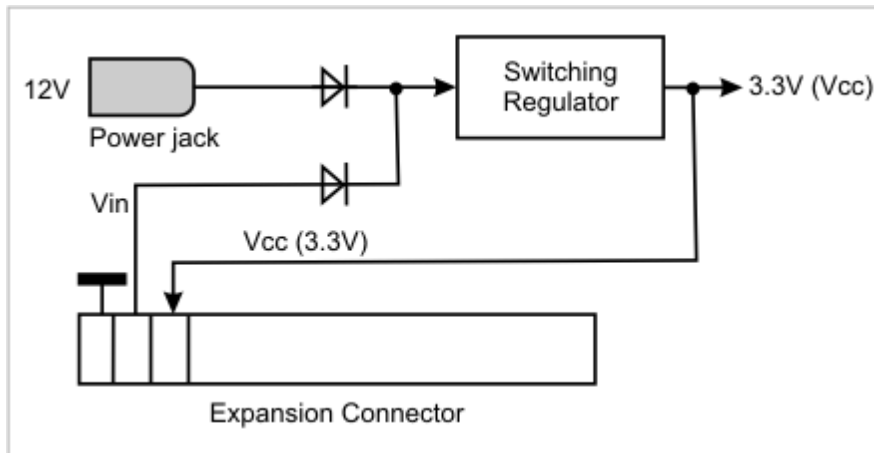 12V
Power jack
Switching
Regulator
3.3V (Vcc)
Vin
Vcc (3.3V)
Expansion Connector